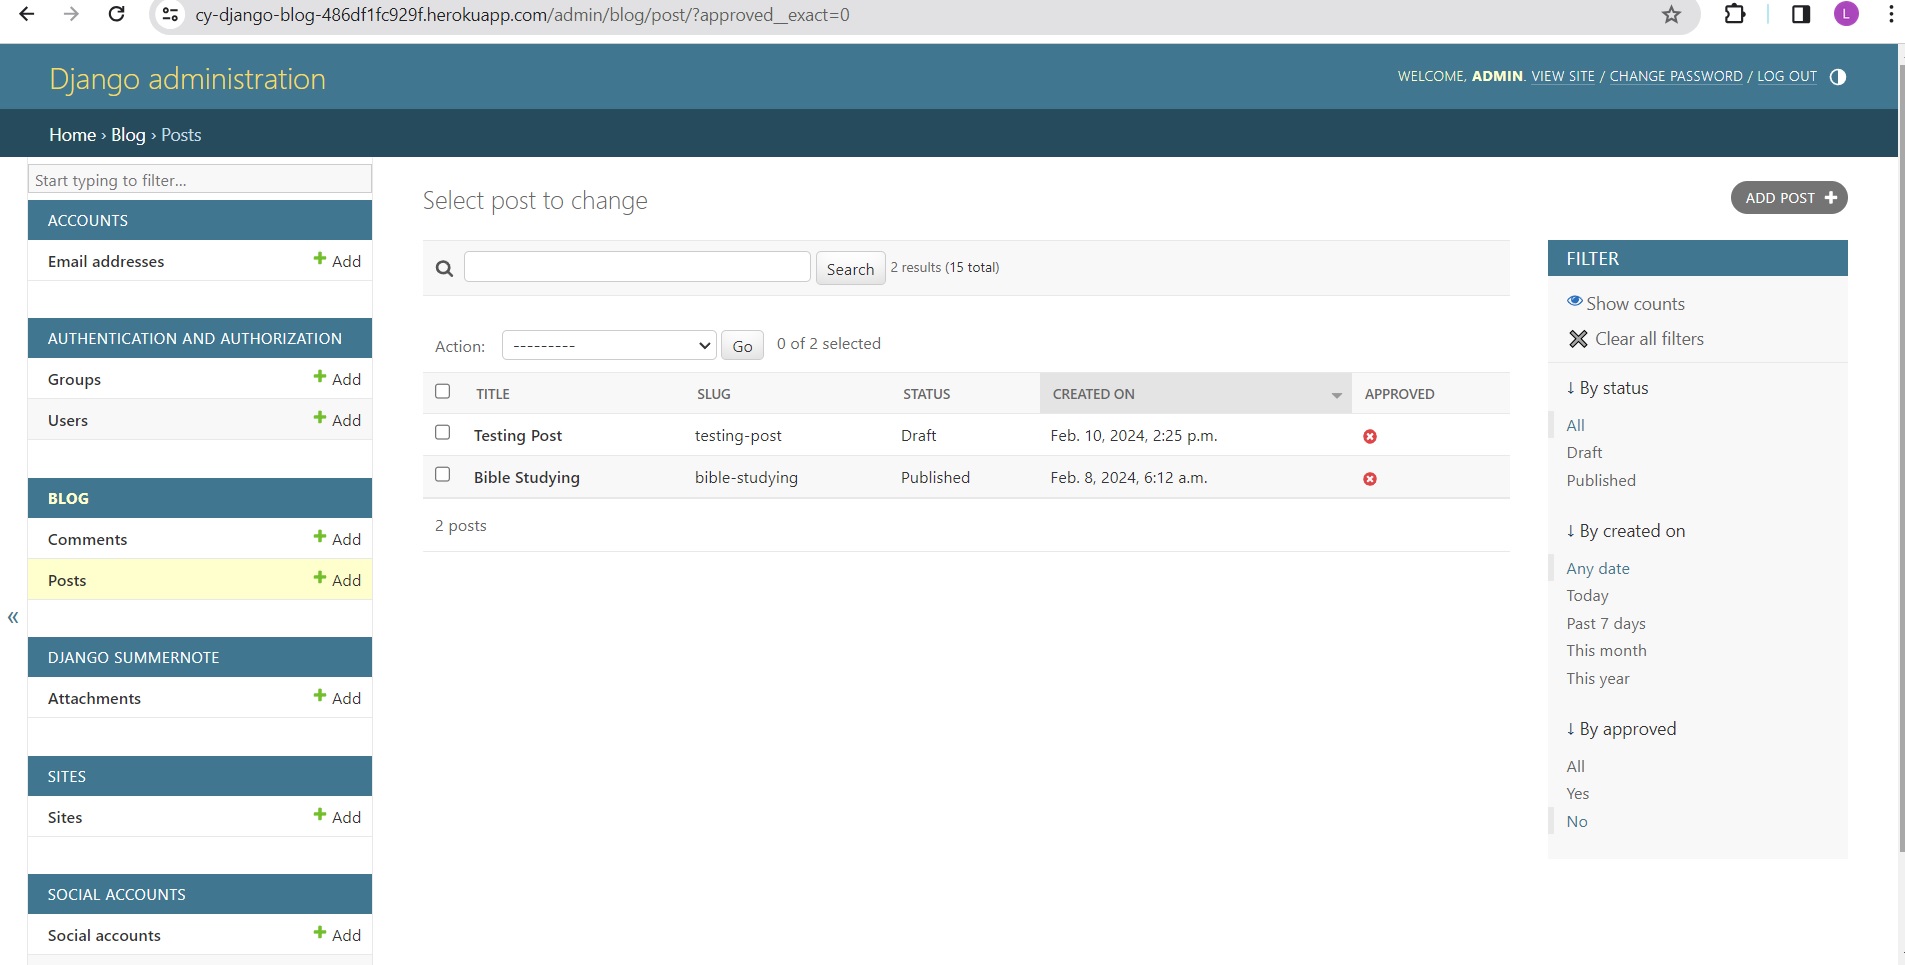 cy-django-blog-486df1fc929f.herokuapp.com/admin/blog/post/?approved__exact=0
L
Django administration
WELCOME, ADMIN. VIEW SITE / CHANGE PASSWORD / LOG OUT
Home › Blog › Posts
Start typing to filter...
ACCOUNTS
Email addresses
Add
AUTHENTICATION AND AUTHORIZATION
Groups
Add
Users
Add
BLOG
Comments
Add
Posts
Add
«
DJANGO SUMMERNOTE
Attachments
Add
SITES
Sites
Add
SOCIAL ACCOUNTS
Social accounts
Add
Select post to change
ADD POST
Search
2 results (15 total)
Action:
---------
Go
0 of 2 selected
TITLE SLUG STATUS CREATED ON APPROVED
Testing Post testing-post Draft Feb. 10, 2024, 2:25 p.m.
Bible Studying bible-studying Published Feb. 8, 2024, 6:12 a.m.
2 posts
FILTER
Show counts
Clear all filters
↓ By status
All
Draft
Published
↓ By created on
Any date
Today
Past 7 days
This month
This year
↓ By approved
All
Yes
No